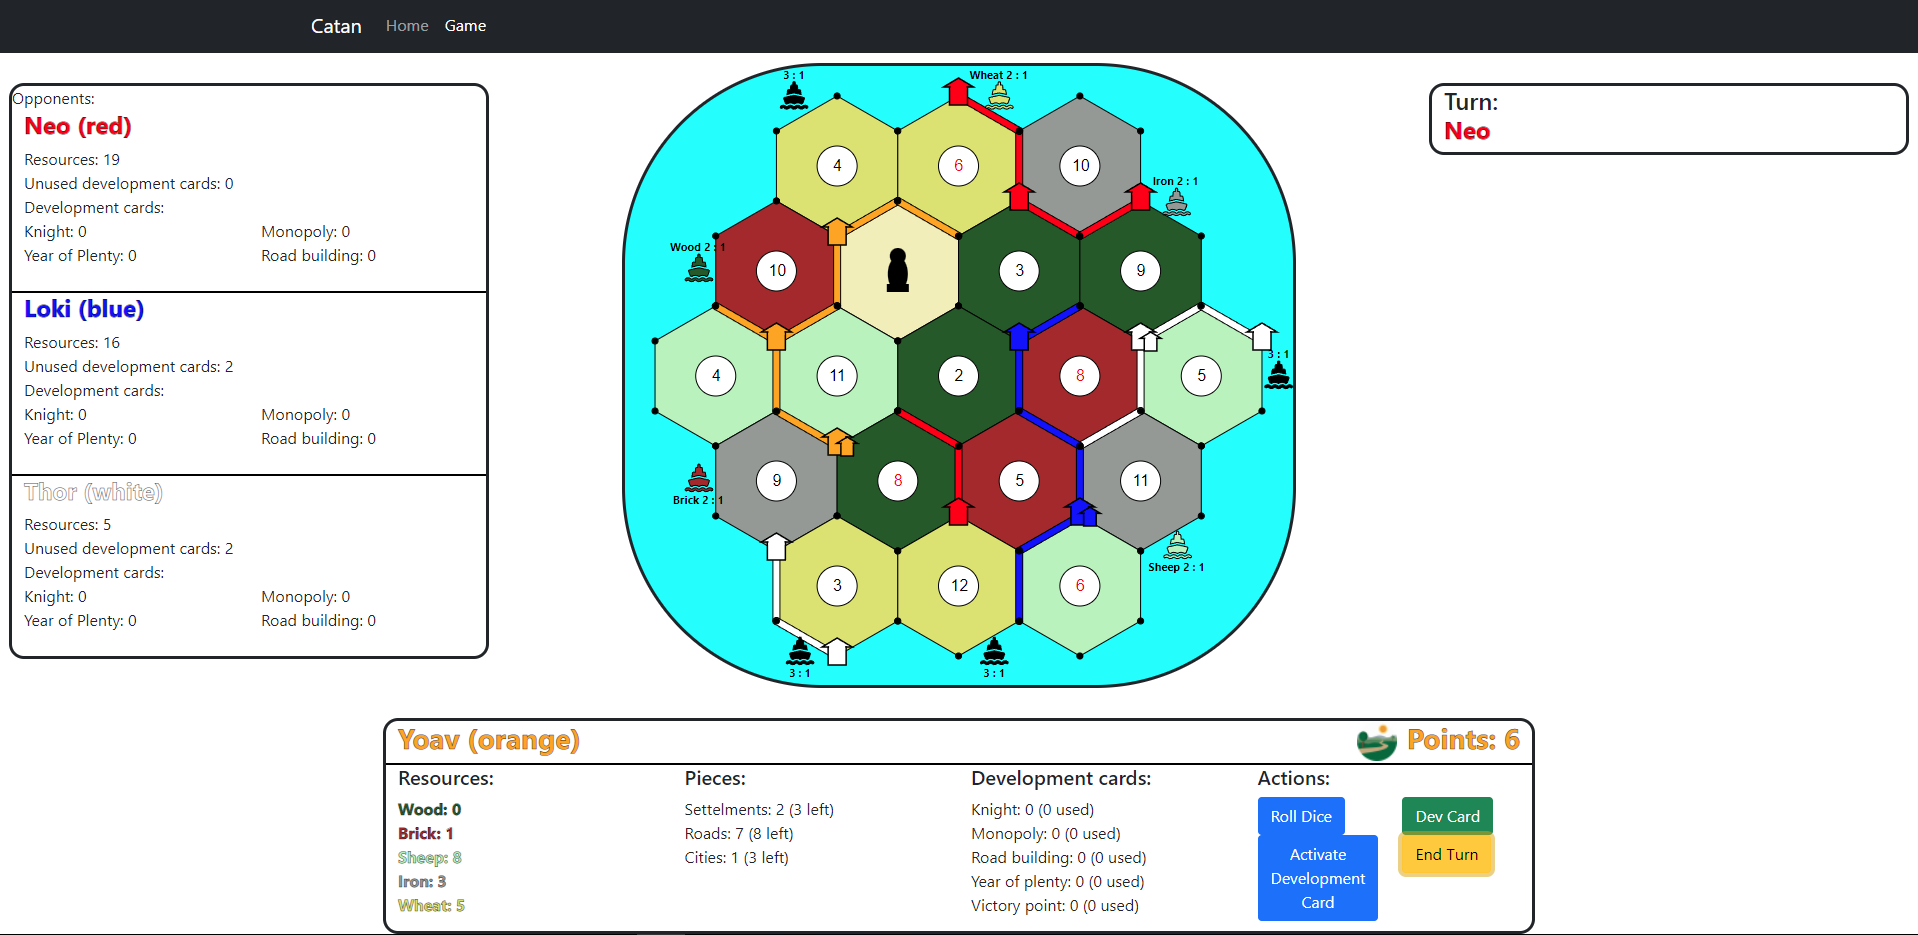 Catan Home Game
Opponents:
Neo (red)
Resources: 19
Unused development cards: 0
Development cards:
Knight: 0 Monopoly: 0
Year of Plenty: 0 Road building: 0
Loki (blue)
Resources: 16
Unused development cards: 2
Development cards:
Knight: 0 Monopoly: 0
Year of Plenty: 0 Road building: 0
Thor (white)
Resources: 5
Unused development cards: 2
Development cards:
Knight: 0 Monopoly: 0
Year of Plenty: 0 Road building: 0
3 : 1 Wheat 2 : 1
4 6 10
Iron 2 : 1
Wood 2 : 1
10 3 9
3 : 1
4 11 2 8 5
9 8 5 11
Brick 2 : 1
Sheep 2 : 1
3 12 6
3 : 1 3 : 1
Turn:
Neo
Yoav (orange) Points: 6
Resources:
Wood: 0
Brick: 1
Sheep: 8
Iron: 3
Wheat: 5
Pieces:
Settelments: 2 (3 left)
Roads: 7 (8 left)
Cities: 1 (3 left)
Development cards:
Knight: 0 (0 used)
Monopoly: 0 (0 used)
Road building: 0 (0 used)
Year of plenty: 0 (0 used)
Victory point: 0 (0 used)
Actions:
Roll Dice Dev Card
Activate
Development
Card
End Turn